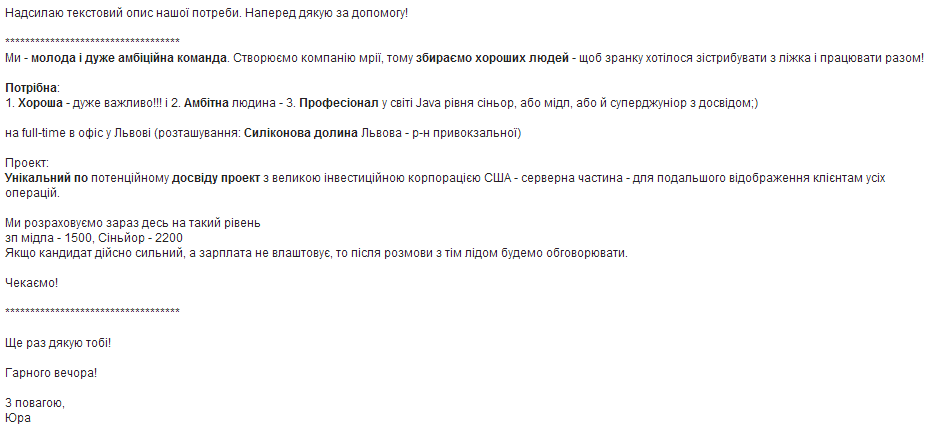 Надсилаю текстовий опис нашої потреби. Наперед дякую за допомогу!
***********************************
Ми - молода і дуже амбіційна команда. Створюємо компанію мрії, тому збираємо хороших людей - щоб зранку хотілося зістрибувати з ліжка і працювати разом!
Потрібна:
1. Хороша - дуже важливо!!! і 2. Амбітна людина - 3. Професіонал у світі Java рівня сіньор, або мідл, або й суперджуніор з досвідом;)
на full-time в офіс у Львові (розташування: Силіконова долина Львова - р-н привокзальної)
Проект:
Унікальний по потенційному досвіду проект з великою інвестиційною корпорацією США - серверна частина - для подальшого відображення клієнтам усіх
операцій.
Ми розраховуємо зараз десь на такий рівень
зп мідла - 1500, Сіньйор - 2200
Якщо кандидат дійсно сильний, а зарплата не влаштовує, то після розмови з тім лідом будемо обговорювати.
Чекаємо!
***********************************
Ще раз дякую тобі!
Гарного вечора!
З повагою,
Юра